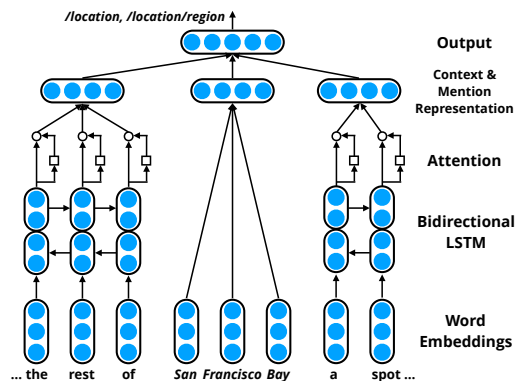 /location, /location/region
Output
Context &
Mention
Representation
Attention
Bidirectional
LSTM
Word
Embeddings
... the rest of San Francisco Bay a spot ...